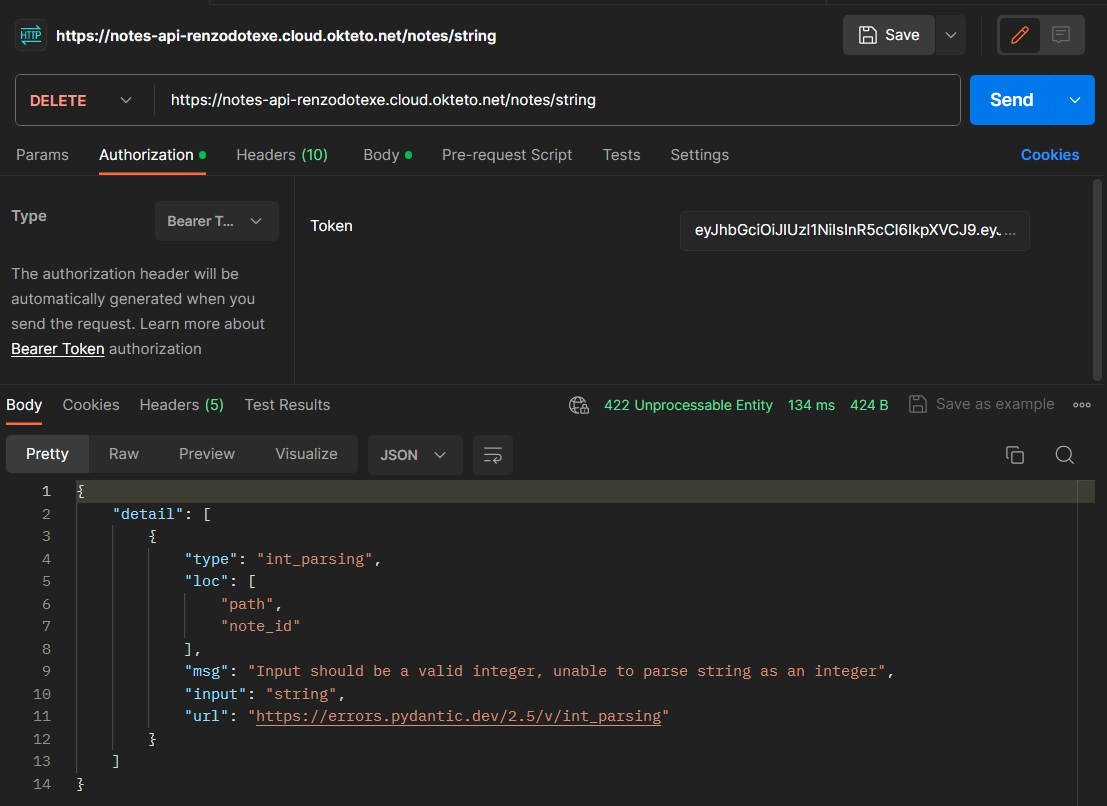 HTTP https://notes-api-renzodotexe.cloud.okteto.net/notes/string Save
DELETE https://notes-api-renzodotexe.cloud.okteto.net/notes/string Send
Params Authorization Headers (10) Body Pre-request Script Tests Settings Cookies
Type Bearer T... Token eyJhbGciOiJIUzI1NiIsInR5cCI6IkpXVCJ9.eyJ...
The authorization header will be
automatically generated when you
send the request. Learn more about
Bearer Token authorization
Body Cookies Headers (5) Test Results 422 Unprocessable Entity 134 ms 424 B Save as example
Pretty Raw Preview Visualize JSON
1 {
2 "detail": [
3 {
4 "type": "int_parsing",
5 "loc": [
6 "path",
7 "note_id"
8 ],
9 "msg": "Input should be a valid integer, unable to parse string as an integer",
10 "input": "string",
11 "url": "https://errors.pydantic.dev/2.5/v/int_parsing"
12 }
13 ]
14 }